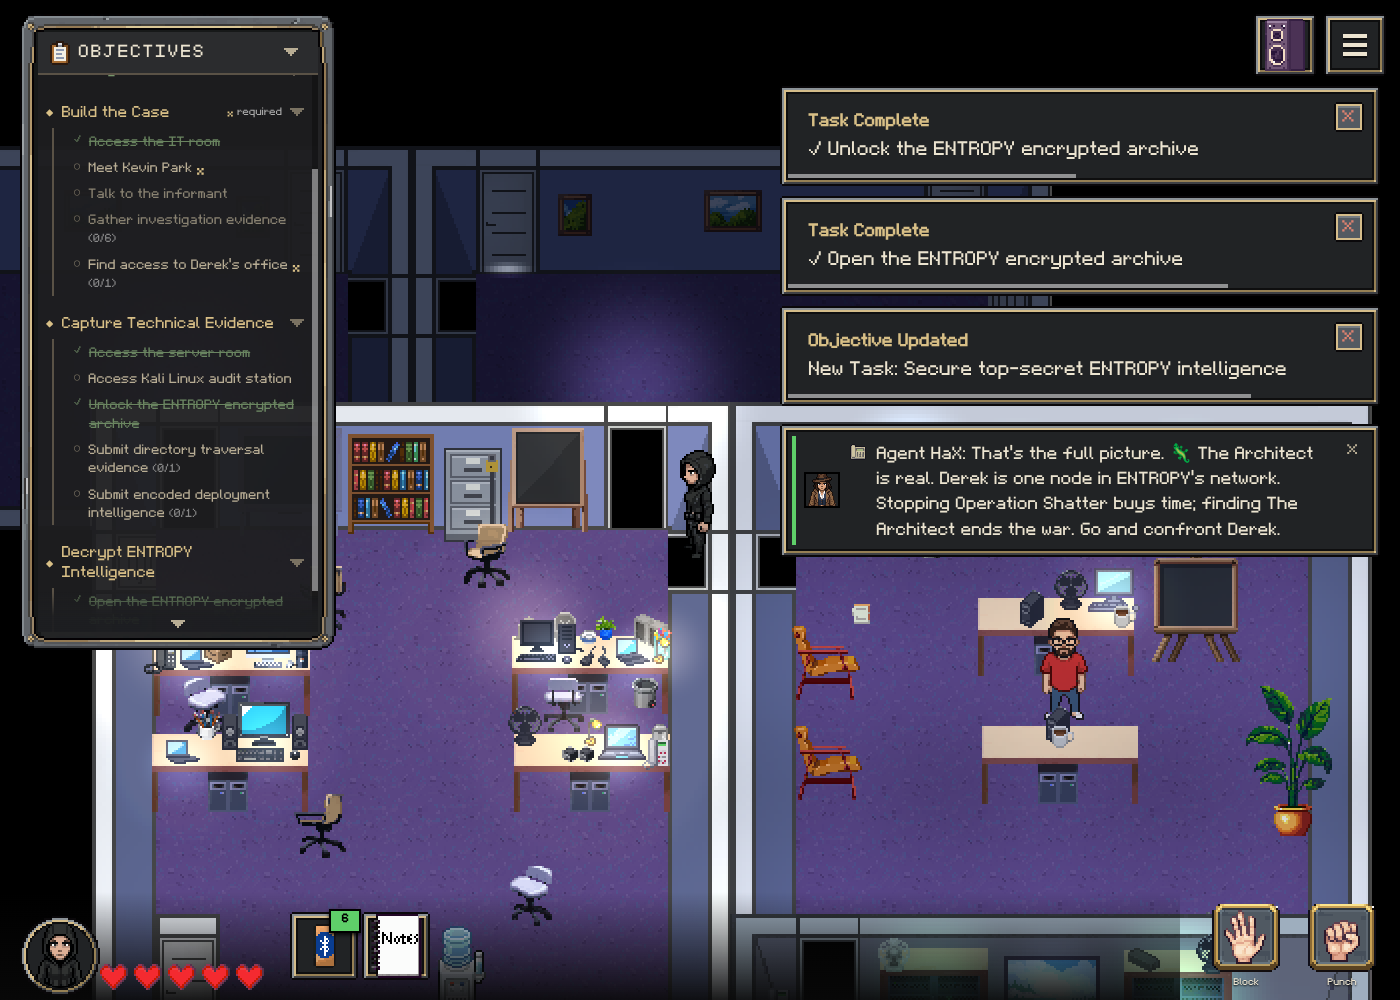 OBJECTIVES
Build the Case
required
Access the IT room
Meet Kevin Park
Talk to the informant
Gather investigation evidence
(0/6)
Find access to Derek's office
(0/1)
Capture Technical Evidence
Access the server room
Access Kali Linux audit station
Unlock the ENTROPY encrypted
archive
Submit directory traversal
evidence (0/1)
Submit encoded deployment
intelligence (0/1)
Decrypt ENTROPY
Intelligence
Open the ENTROPY encrypted
Task Complete
✓ Unlock the ENTROPY encrypted archive
Task Complete
✓ Open the ENTROPY encrypted archive
Objective Updated
New Task: Secure top-secret ENTROPY intelligence
Agent HaX: That's the full picture. 🦎 The Architect
is real. Derek is one node in ENTROPY's network.
Stopping Operation Shatter buys time; finding The
Architect ends the war. Go and confront Derek.
6
Notes
Block
Punch